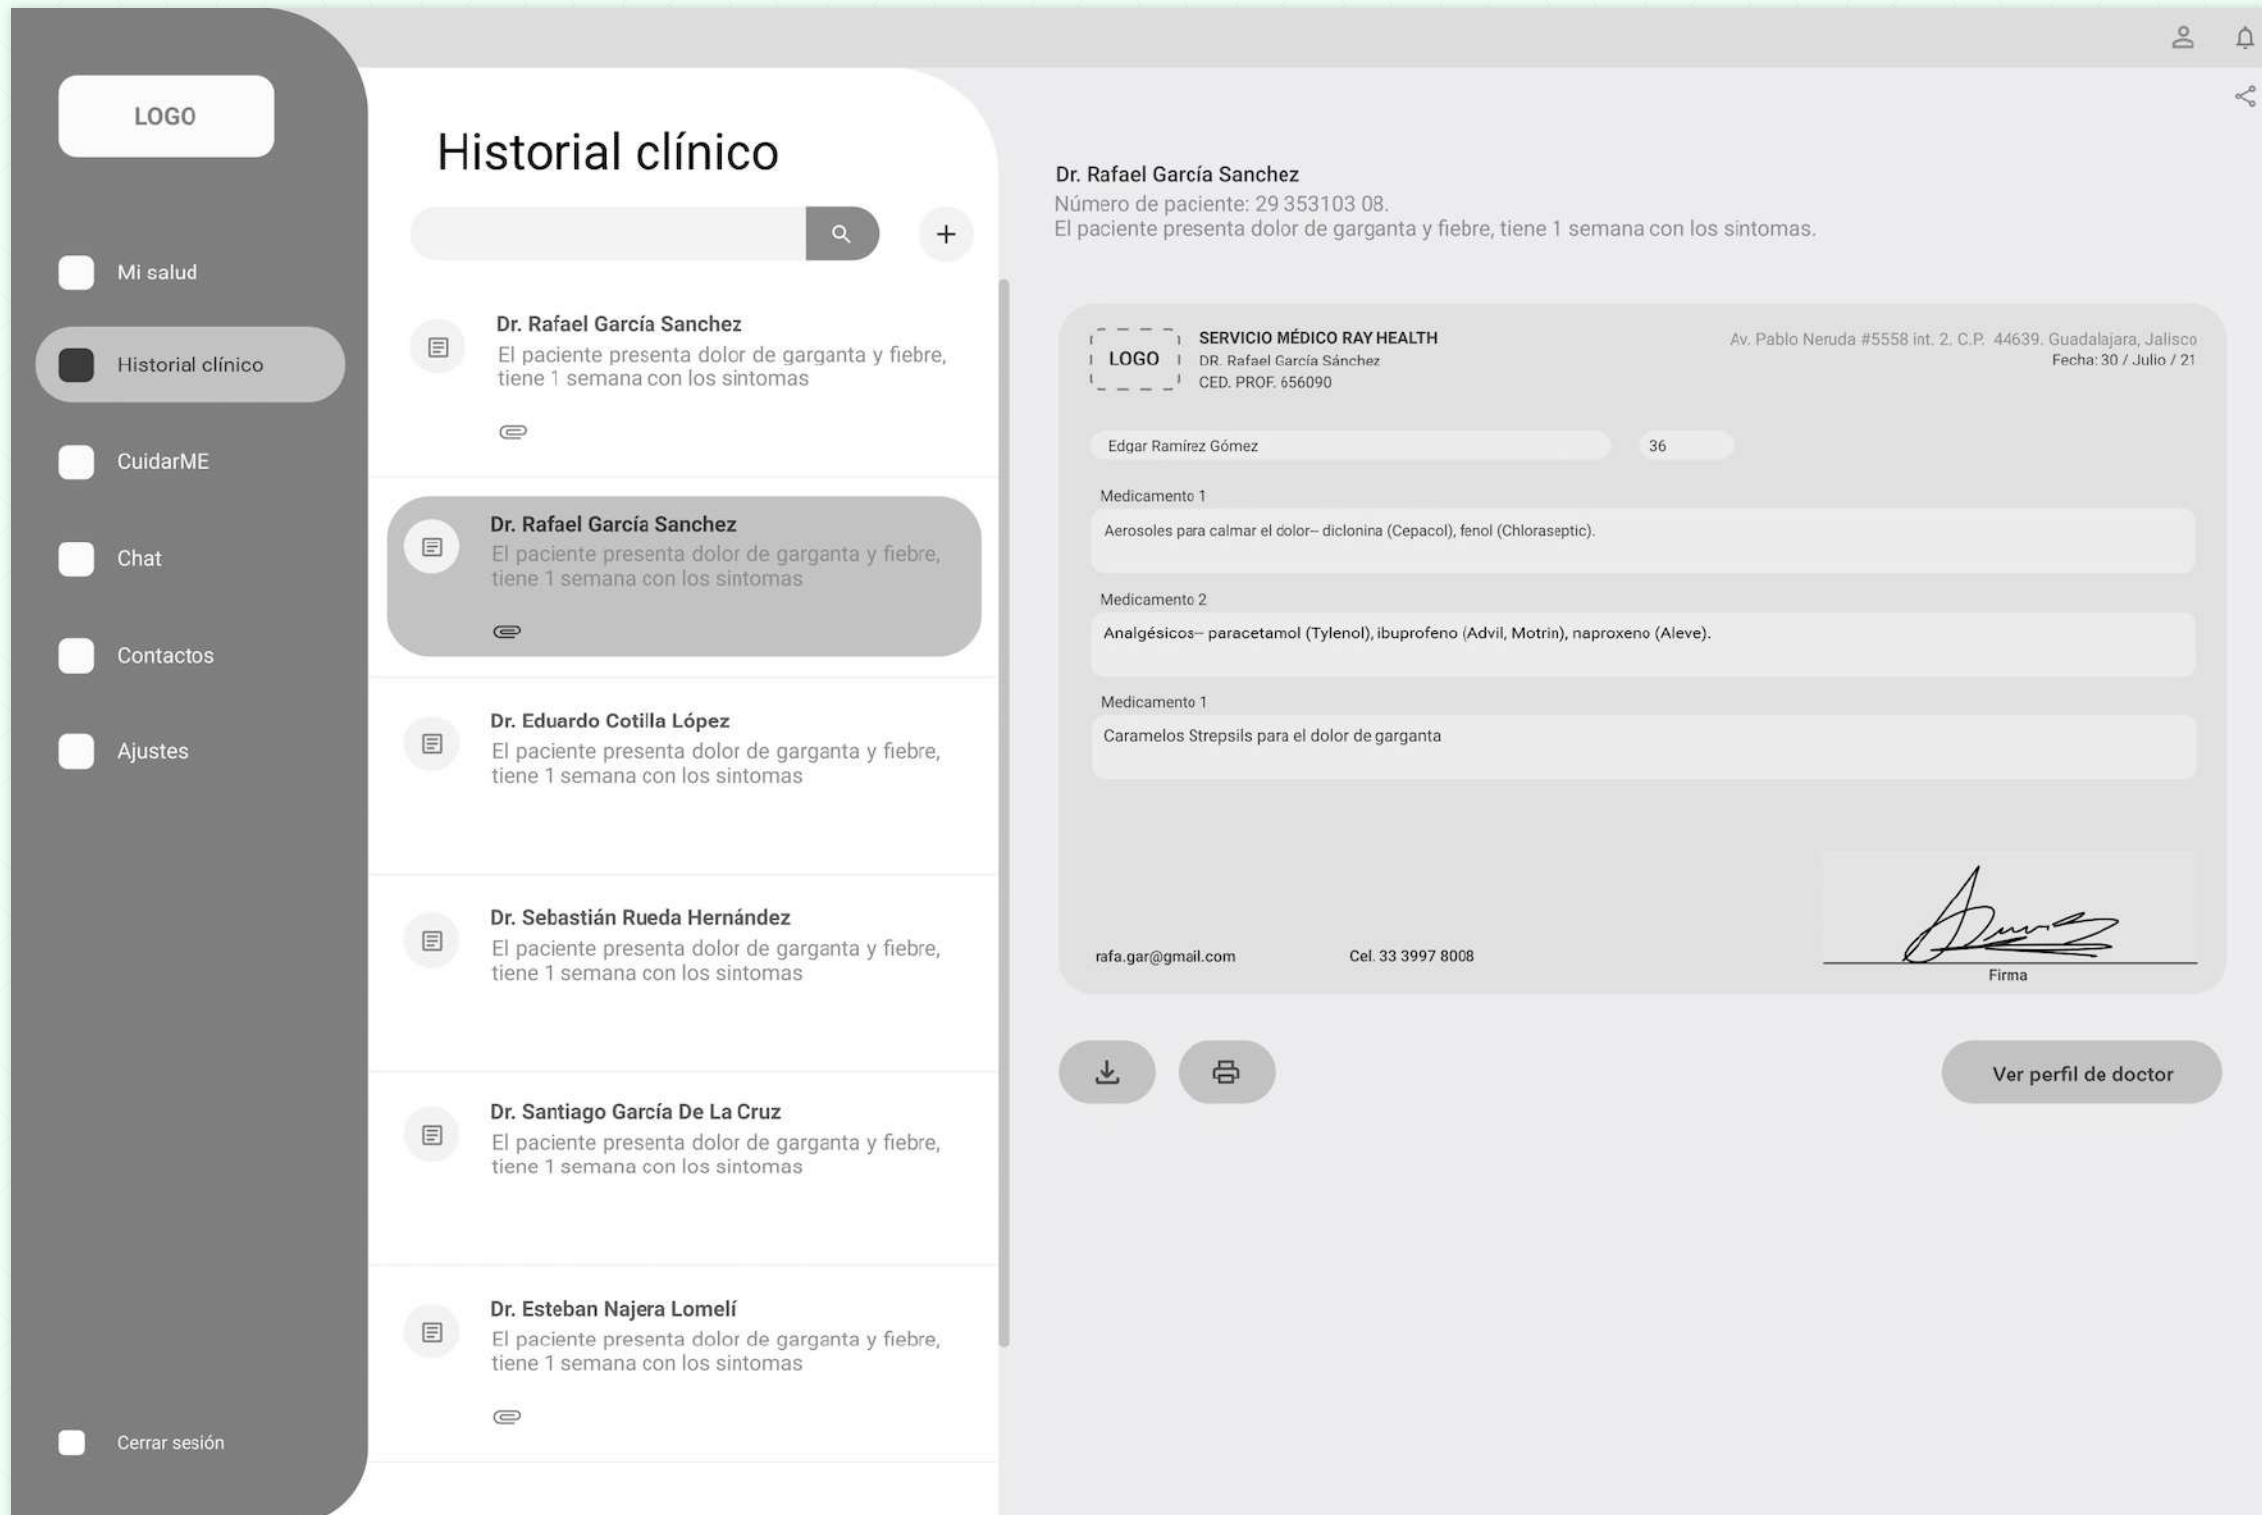 LOGO
Mi salud
Historial clínico
CuidarME
Chat
Contactos
Ajustes
Cerrar sesión
Historial clínico
Dr. Rafael García Sanchez
El paciente presenta dolor de garganta y fiebre,
tiene 1 semana con los sintomas
Dr. Rafael García Sanchez
El paciente presenta dolor de garganta y fiebre,
tiene 1 semana con los sintomas
Dr. Eduardo Cotilla López
El paciente presenta dolor de garganta y fiebre,
tiene 1 semana con los sintomas
Dr. Sebastián Rueda Hernández
El paciente presenta dolor de garganta y fiebre,
tiene 1 semana con los sintomas
Dr. Santiago García De La Cruz
El paciente presenta dolor de garganta y fiebre,
tiene 1 semana con los sintomas
Dr. Esteban Najera Lomelí
El paciente presenta dolor de garganta y fiebre,
tiene 1 semana con los sintomas
Dr. Rafael García Sanchez
Número de paciente: 29 353103 08.
El paciente presenta dolor de garganta y fiebre, tiene 1 semana con los sintomas.
LOGO
SERVICIO MÉDICO RAY HEALTH
DR. Rafael García Sánchez
CED. PROF. 656090
Av. Pablo Neruda #5558 int. 2. C.P. 44639. Guadalajara, Jalisco
Fecha: 30 / Julio / 21
Edgar Ramírez Gómez
36
Medicamento 1
Aerosoles para calmar el dolor– diclonina (Cepacol), fenol (Chloraseptic).
Medicamento 2
Analgésicos– paracetamol (Tylenol), ibuprofeno (Advil, Motrin), naproxeno (Aleve).
Medicamento 1
Caramelos Strepsils para el dolor de garganta
rafa.gar@gmail.com
Cel. 33 3997 8008
Firma
Ver perfil de doctor